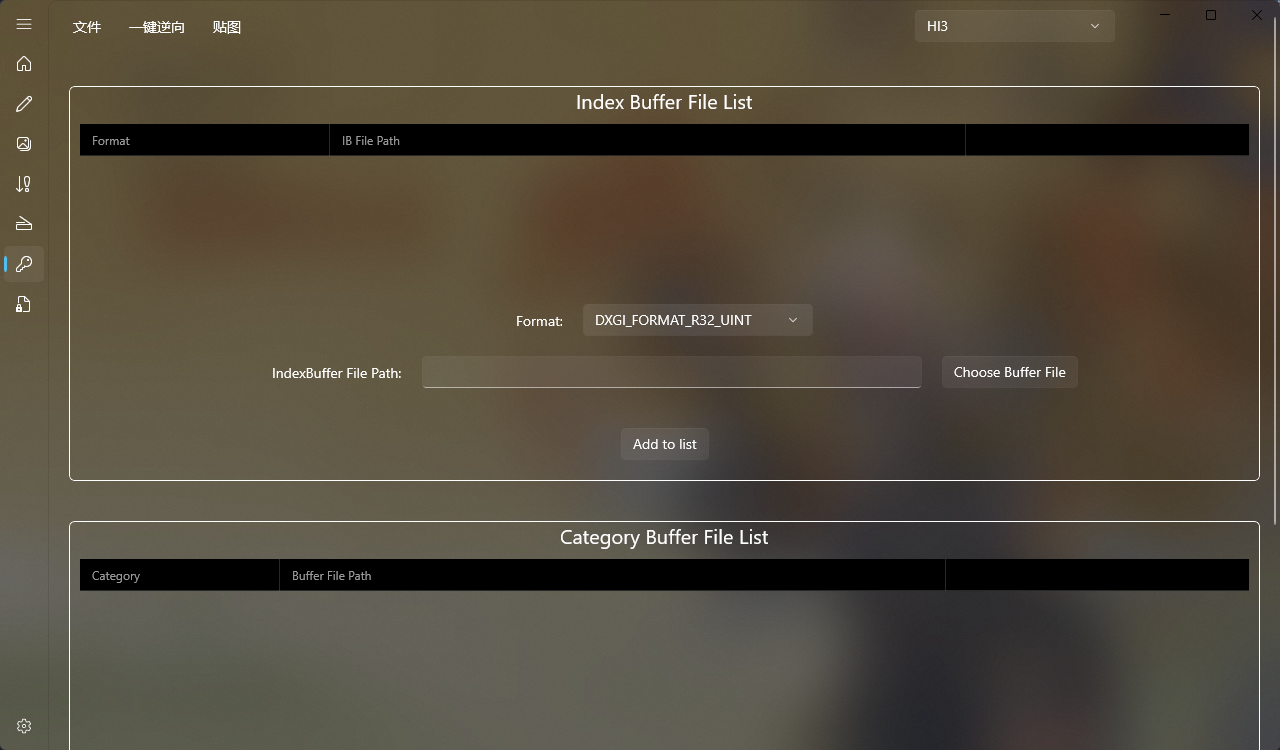 文件 一键逆向 贴图 HI3
Index Buffer File List
Format IB File Path
Format: DXGI_FORMAT_R32_UINT
IndexBuffer File Path: Choose Buffer File
Add to list
Category Buffer File List
Category Buffer File Path